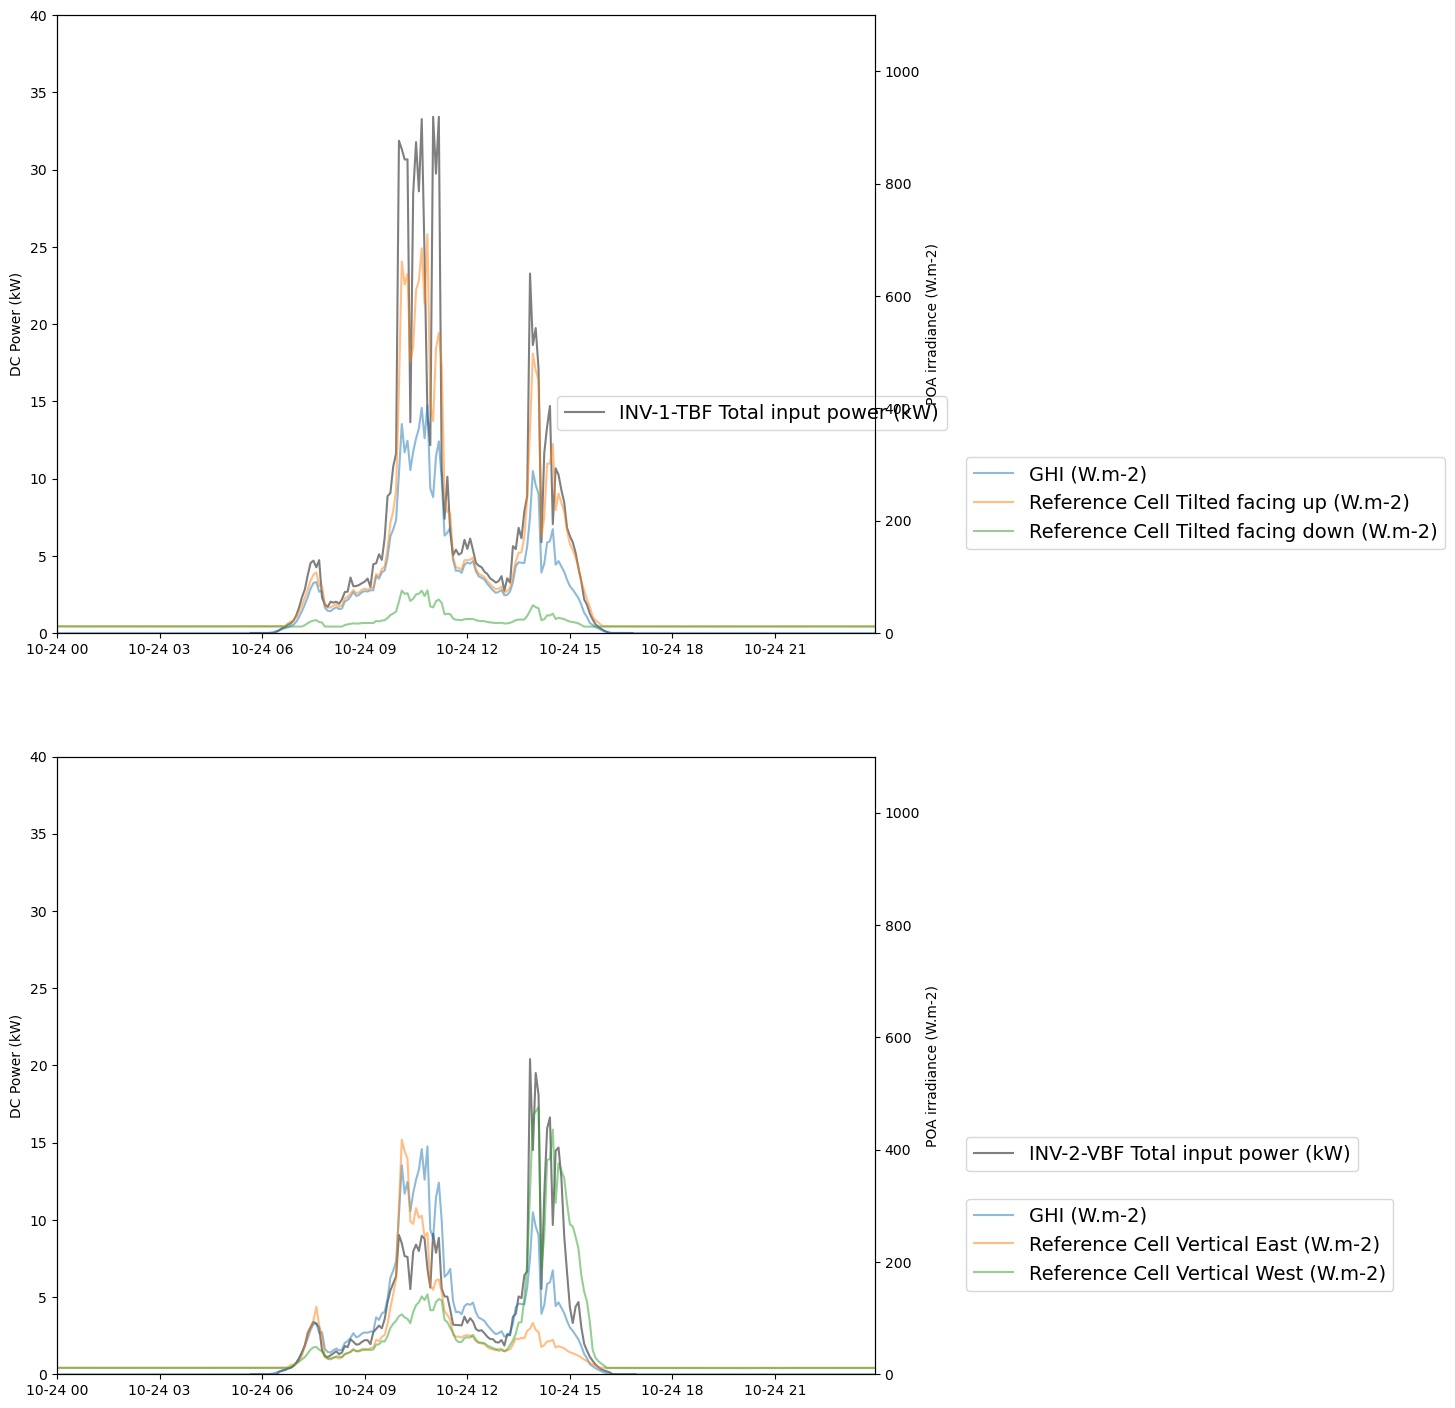 40
35
30
25
20
15
10
5
0
DC Power (kW)
1000
800
600
400
200
0
POA irradiance (W.m-2)
INV-1-TBF Total input power (kW)
GHI (W.m-2)
Reference Cell Tilted facing up (W.m-2)
Reference Cell Tilted facing down (W.m-2)
10-24 00 10-24 03 10-24 06 10-24 09 10-24 12 10-24 15 10-24 18 10-24 21
40
35
30
25
20
15
10
5
0
DC Power (kW)
1000
800
600
400
200
0
POA irradiance (W.m-2)
INV-2-VBF Total input power (kW)
GHI (W.m-2)
Reference Cell Vertical East (W.m-2)
Reference Cell Vertical West (W.m-2)
10-24 00 10-24 03 10-24 06 10-24 09 10-24 12 10-24 15 10-24 18 10-24 21